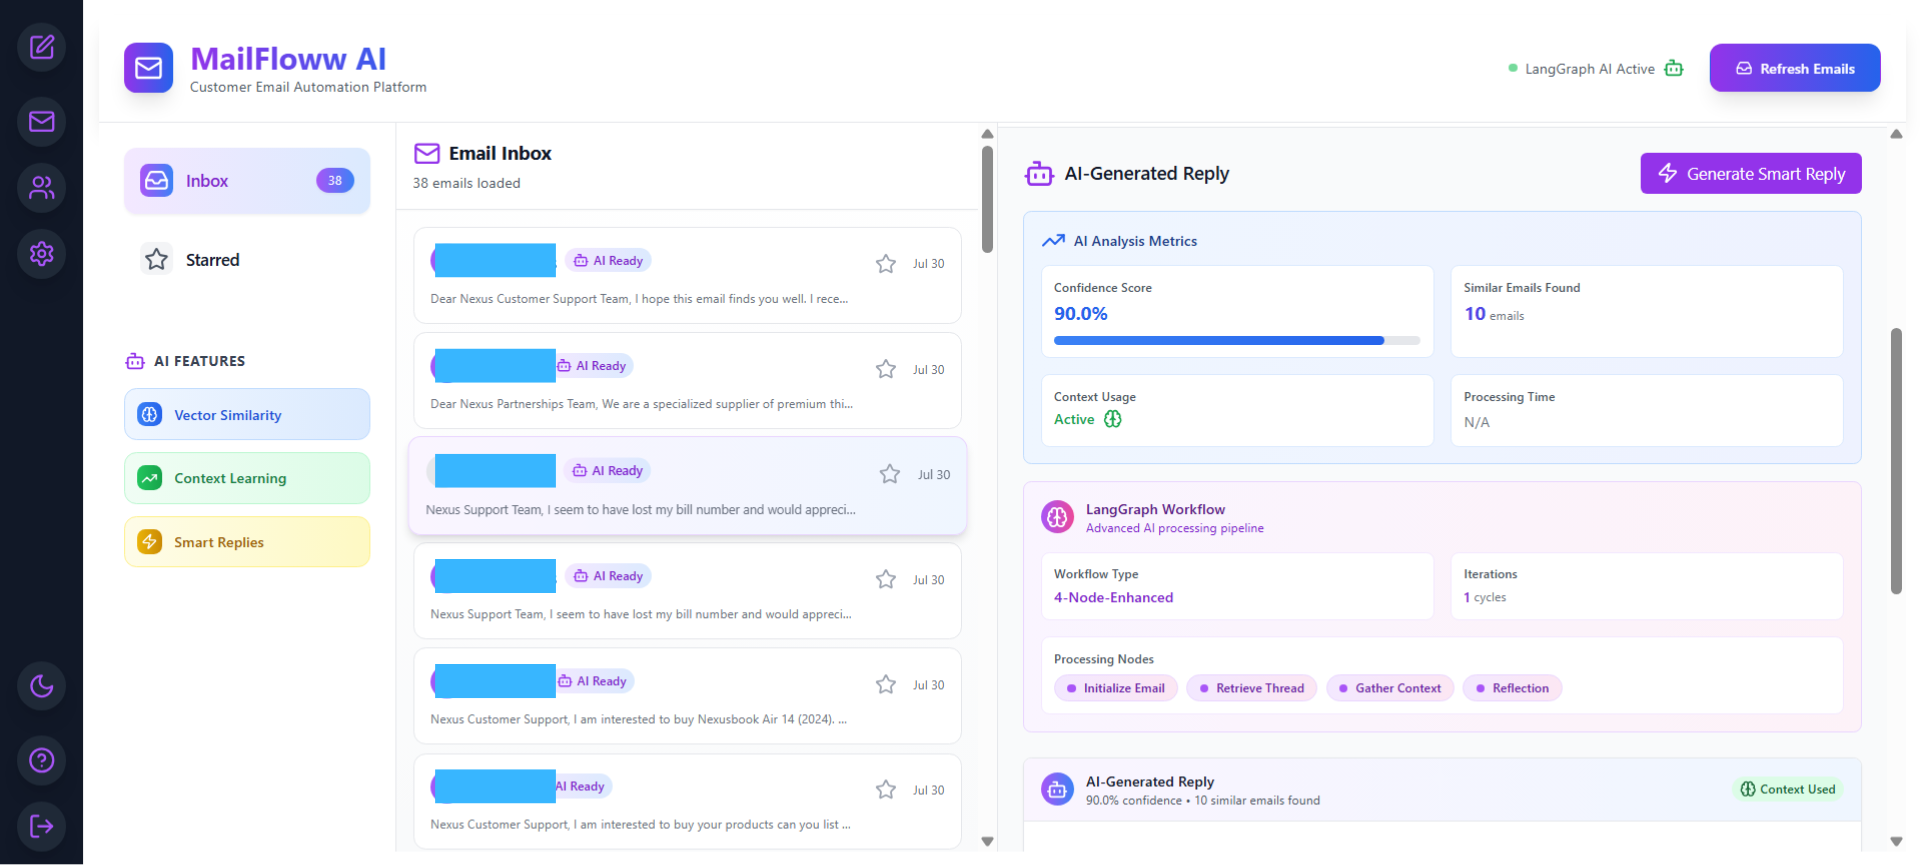 MailFloww AI
Customer Email Automation Platform
LangGraph AI Active
Refresh Emails
Inbox
38
Starred
AI FEATURES
Vector Similarity
Context Learning
Smart Replies
Email Inbox
38 emails loaded
AI Ready
Jul 30
Dear Nexus Customer Support Team, I hope this email finds you well. I rece...
AI Ready
Jul 30
Dear Nexus Partnerships Team, We are a specialized supplier of premium thi...
AI Ready
Jul 30
Nexus Support Team, I seem to have lost my bill number and would appreci...
AI Ready
Jul 30
Nexus Support Team, I seem to have lost my bill number and would appreci...
AI Ready
Jul 30
Nexus Customer Support, I am interested to buy Nexusbook Air 14 (2024). ...
AI Ready
Jul 30
Nexus Customer Support, I am interested to buy your products can you list ...
AI-Generated Reply
Generate Smart Reply
AI Analysis Metrics
Confidence Score
90.0%
Similar Emails Found
10 emails
Context Usage
Active
Processing Time
N/A
LangGraph Workflow
Advanced AI processing pipeline
Workflow Type
4-Node-Enhanced
Iterations
1 cycles
Processing Nodes
Initialize Email
Retrieve Thread
Gather Context
Reflection
AI-Generated Reply
90.0% confidence • 10 similar emails found
Context Used